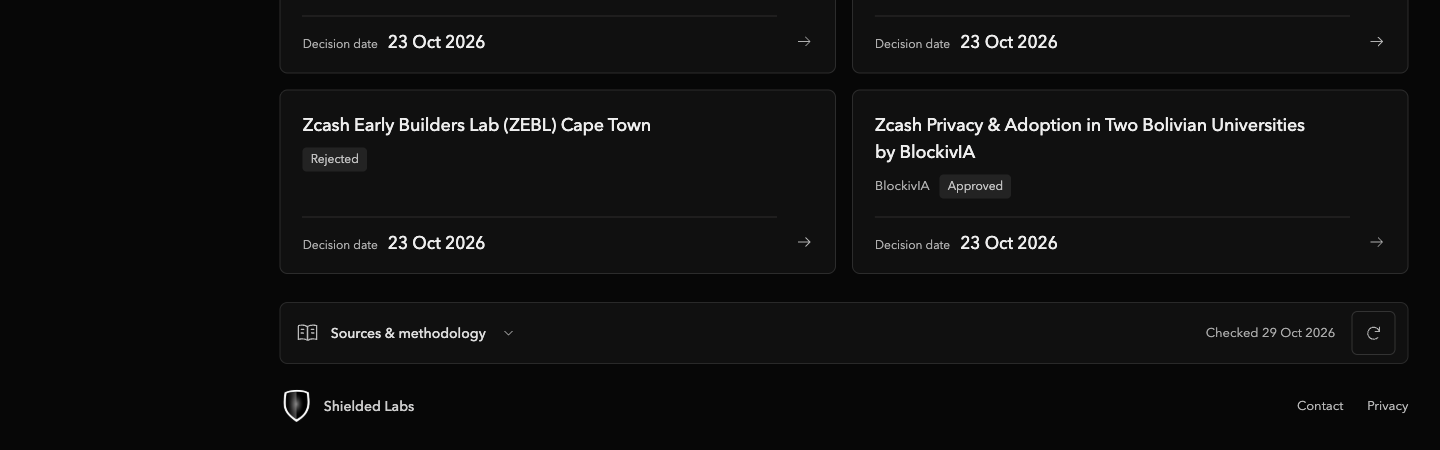 Decision date 23 Oct 2026
Decision date 23 Oct 2026
Zcash Early Builders Lab (ZEBL) Cape Town
Rejected
Decision date 23 Oct 2026
Zcash Privacy & Adoption in Two Bolivian Universities
by BlockivIA
BlockivIA Approved
Decision date 23 Oct 2026
Sources & methodology
Checked 29 Oct 2026
Shielded Labs
Contact Privacy